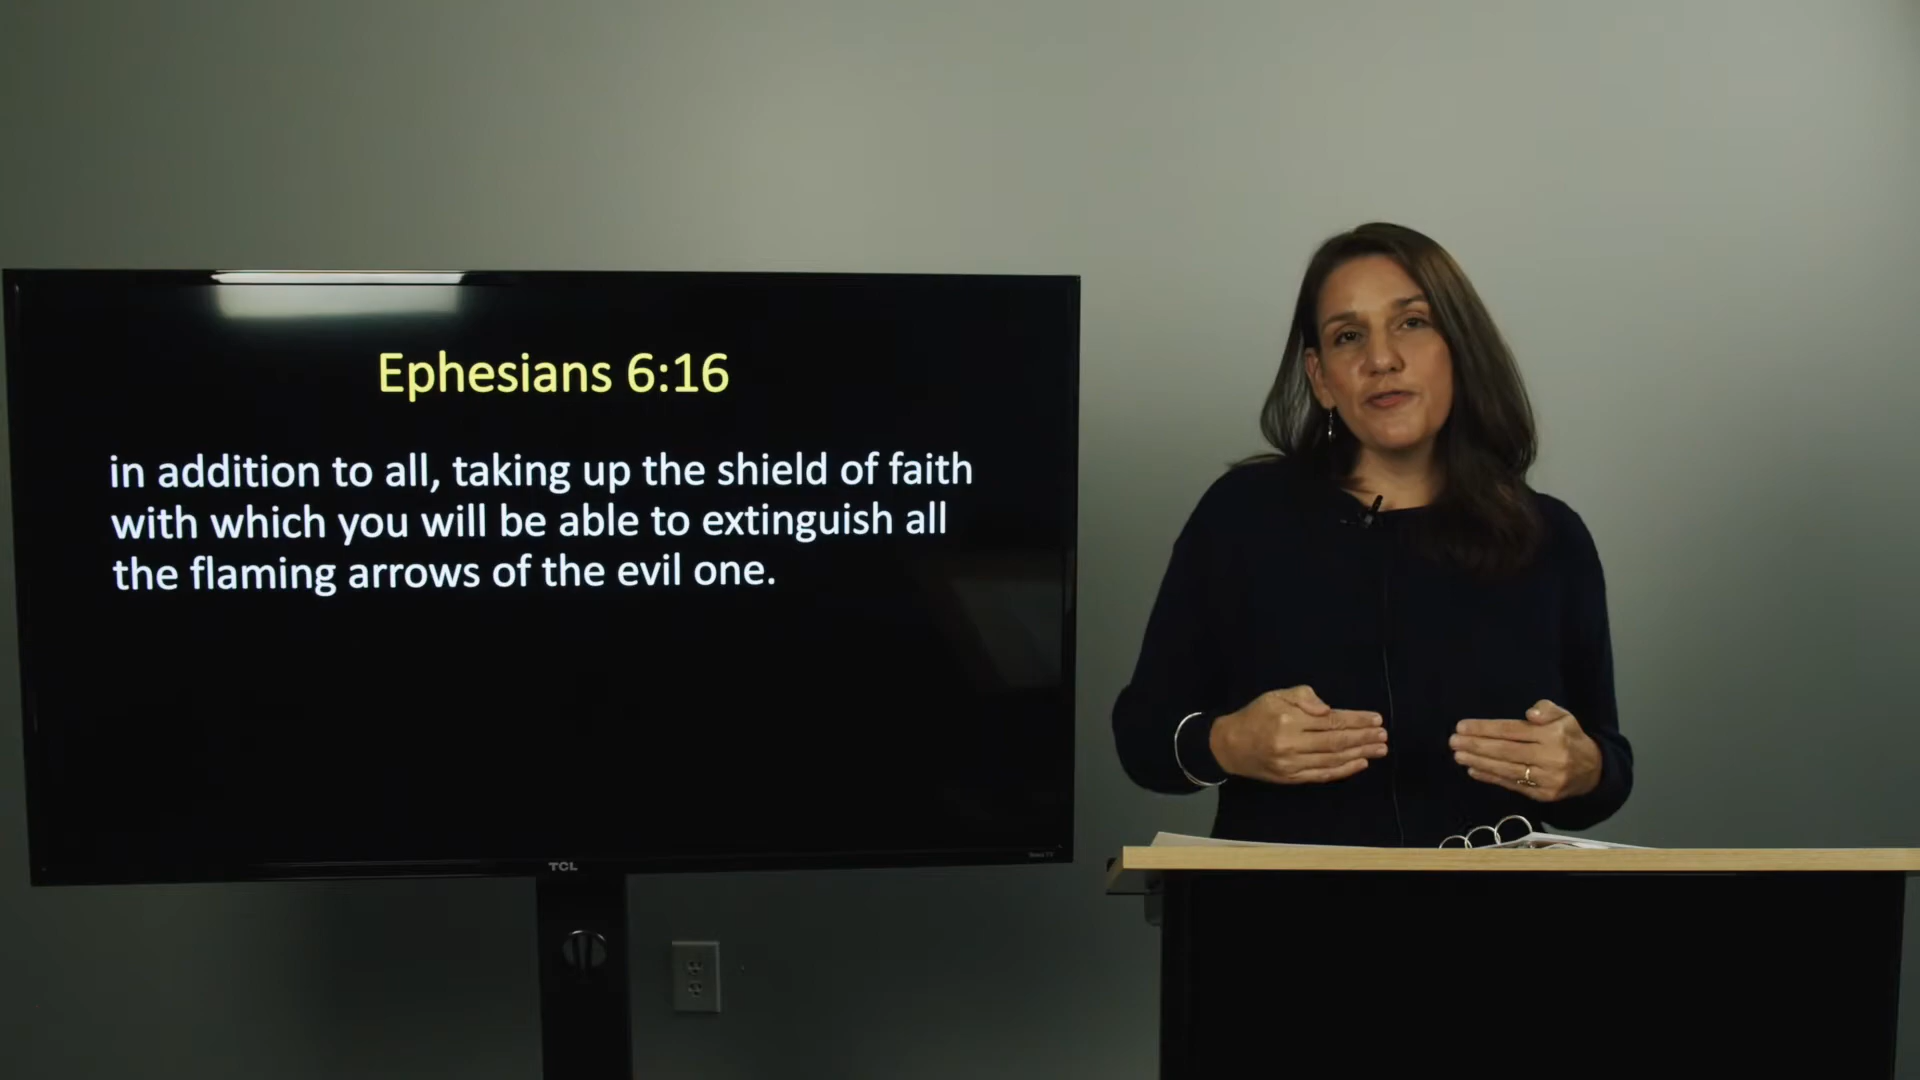 Ephesians 6:16
in addition to all, taking up the shield of faith
with which you will be able to extinguish all
the flaming arrows of the evil one.
TCL